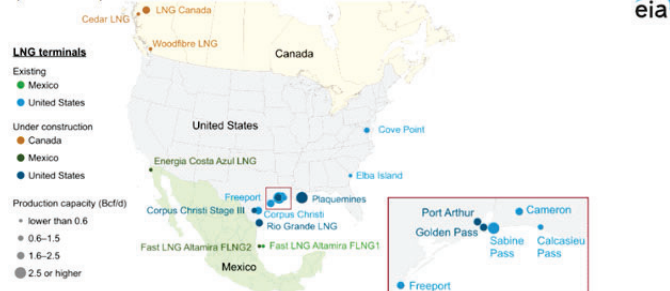 eia
LNG Canada
Cedar LNG
Woodfibre LNG
Canada
LNG terminals
Existing
Mexico
United States
Under construction
Canada
Mexico
United States
Production capacity (Bcf/d)
lower than 0.6
0.6–1.5
1.6–2.5
2.5 or higher
United States
Cove Point
Energia Costa Azul LNG
Elba Island
Freeport
Plaquemines
Corpus Christi Stage III
Corpus Christi
Rio Grande LNG
Fast LNG Altamira FLNG2
Fast LNG Altamira FLNG1
Mexico
Port Arthur
Cameron
Golden Pass
Sabine
Pass
Calcasieu
Pass
Freeport